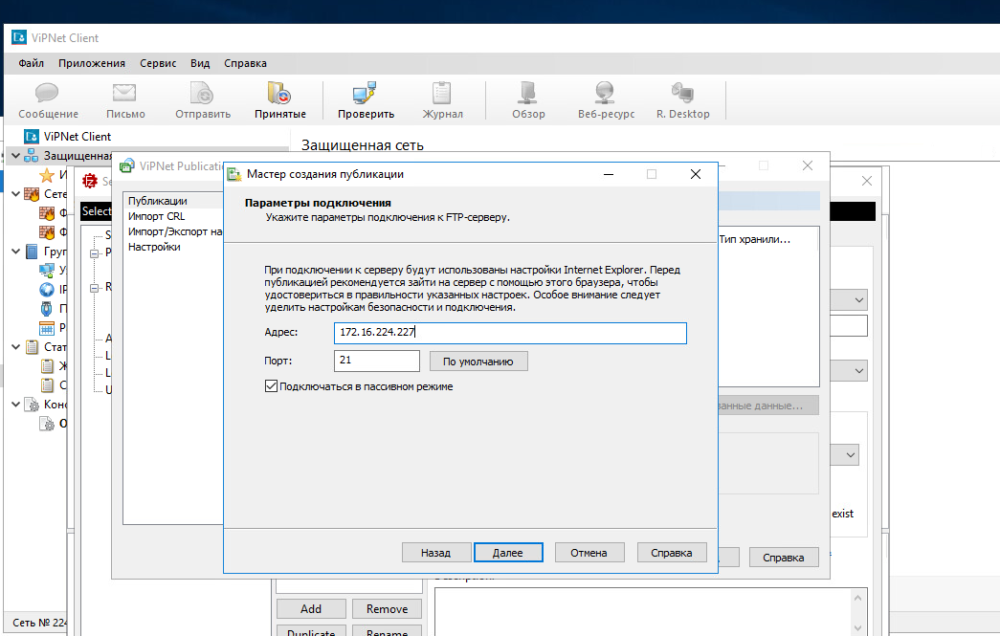 ViPNet Client
Файл Приложения Сервис Вид Справка
Сообщение Письмо Отправить Принятые Проверить Журнал Обзор Веб-ресурс R. Desktop
ViPNet Client
Защищенная
Защищенная сеть
Сете
Груп
IP
Стат
Конс
Сеть № 224
ViPNet Publicati
Select
Публикации
Импорт CRL
Импорт/Экспорт на
Настройки
Тип хранили...
анные данные...
exist
Справка
Мастер создания публикации
Параметры подключения
Укажите параметры подключения к FTP-серверу.
При подключении к серверу будут использованы настройки Internet Explorer. Перед
публикацией рекомендуется зайти на сервер с помощью этого браузера, чтобы
удостовериться в правильности указанных настроек. Особое внимание следует
уделить настройкам безопасности и подключения.
Адрес: 172.16.224.227
Порт: 21 По умолчанию
Подключаться в пассивном режиме
Назад Далее Отмена Справка
Add Remove
Duplicate Rename